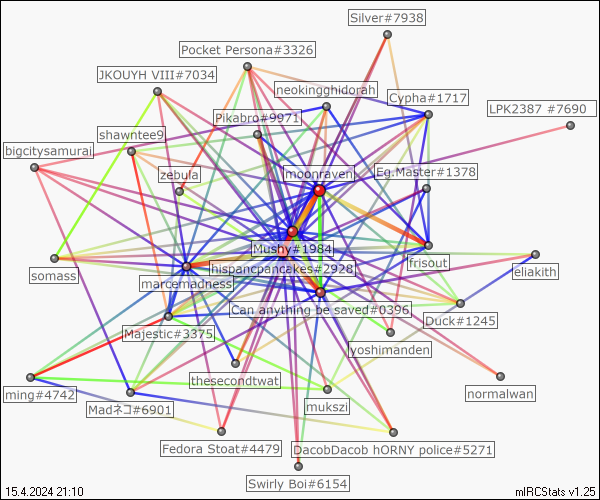 Silver#7938
Pocket Persona#3326
JKOUYH VIII#7034
neokingghidorah
Cypha#1717
LPK2387 #7690
Pikabro#9971
shawntee9
bigcitysamurai
zebula
moonraven
Eg.Master#1378
Mushy#1984
somass
marcemadness
hispancpancakes#2928
frisout
eliakith
Can anything be saved#0396
Majestic#3375
Duck#1245
yoshimanden
ming#4742
thesecondtwat
normalwan
Madネコ#6901
mukszi
Fedora Stoat#4479
DacobDacob hORNY police#5271
Swirly Boi#6154
15.4.2024 21:10
mIRCStats v1.25